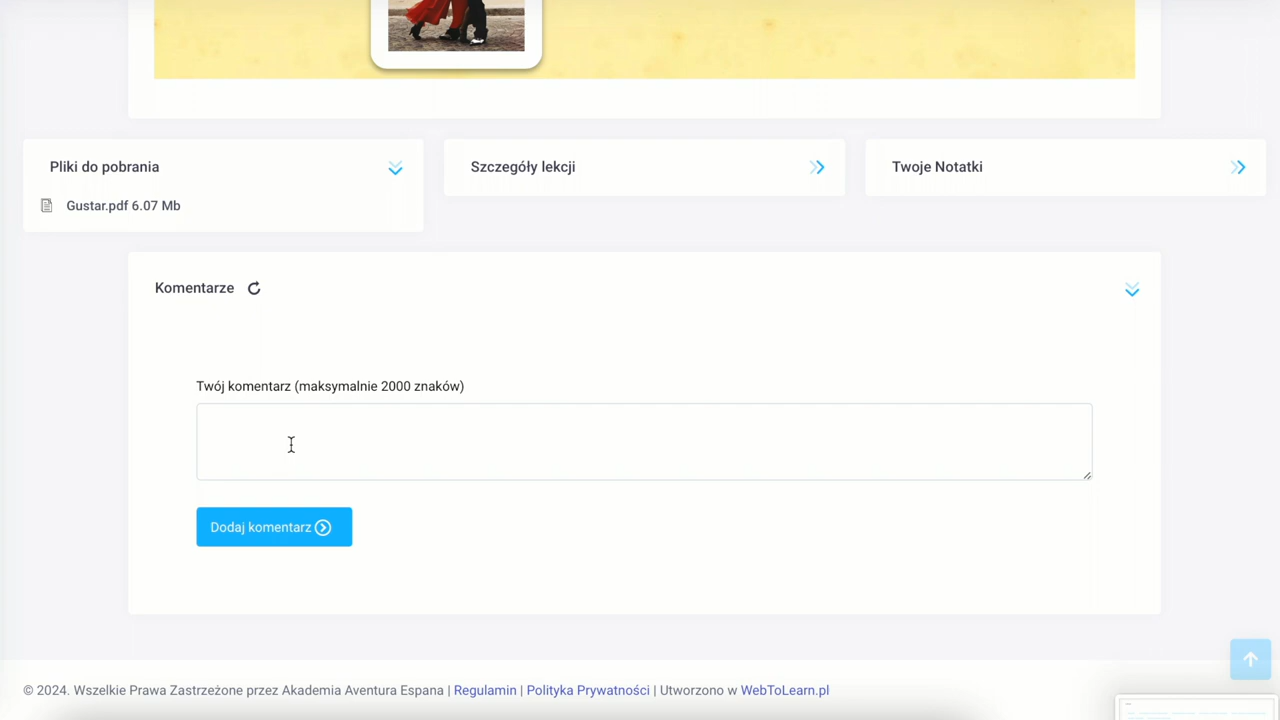 Pliki do pobrania
Szczegóły lekcji
Twoje Notatki
Gustar.pdf 6.07 Mb
Komentarze
Twój komentarz (maksymalnie 2000 znaków)
Dodaj komentarz
© 2024. Wszelkie Prawa Zastrzeżone przez Akademia Aventura Espana | Regulamin | Polityka Prywatności | Utworzono w WebToLearn.pl